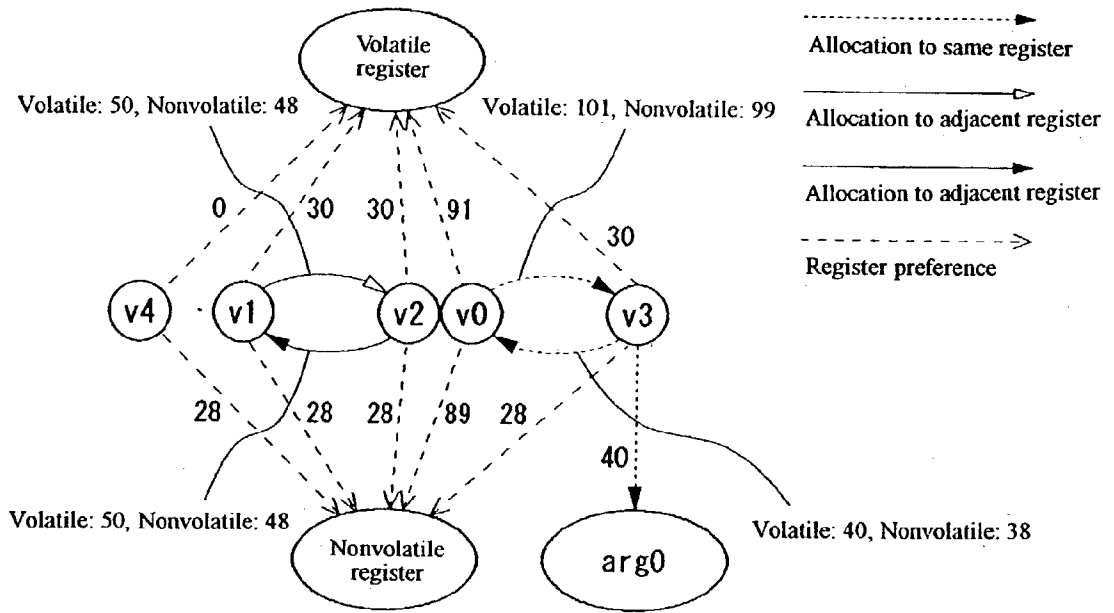 Volatile
register
Allocation to same register
Volatile: 50, Nonvolatile: 48
Volatile: 101, Nonvolatile: 99
Allocation to adjacent register
Allocation to adjacent register
Register preference
0
30
30
91
30
v4
v1
v2
v0
v3
28
28
28
89
28
40
Volatile: 50, Nonvolatile: 48
Volatile: 40, Nonvolatile: 38
Nonvolatile
register
arg0